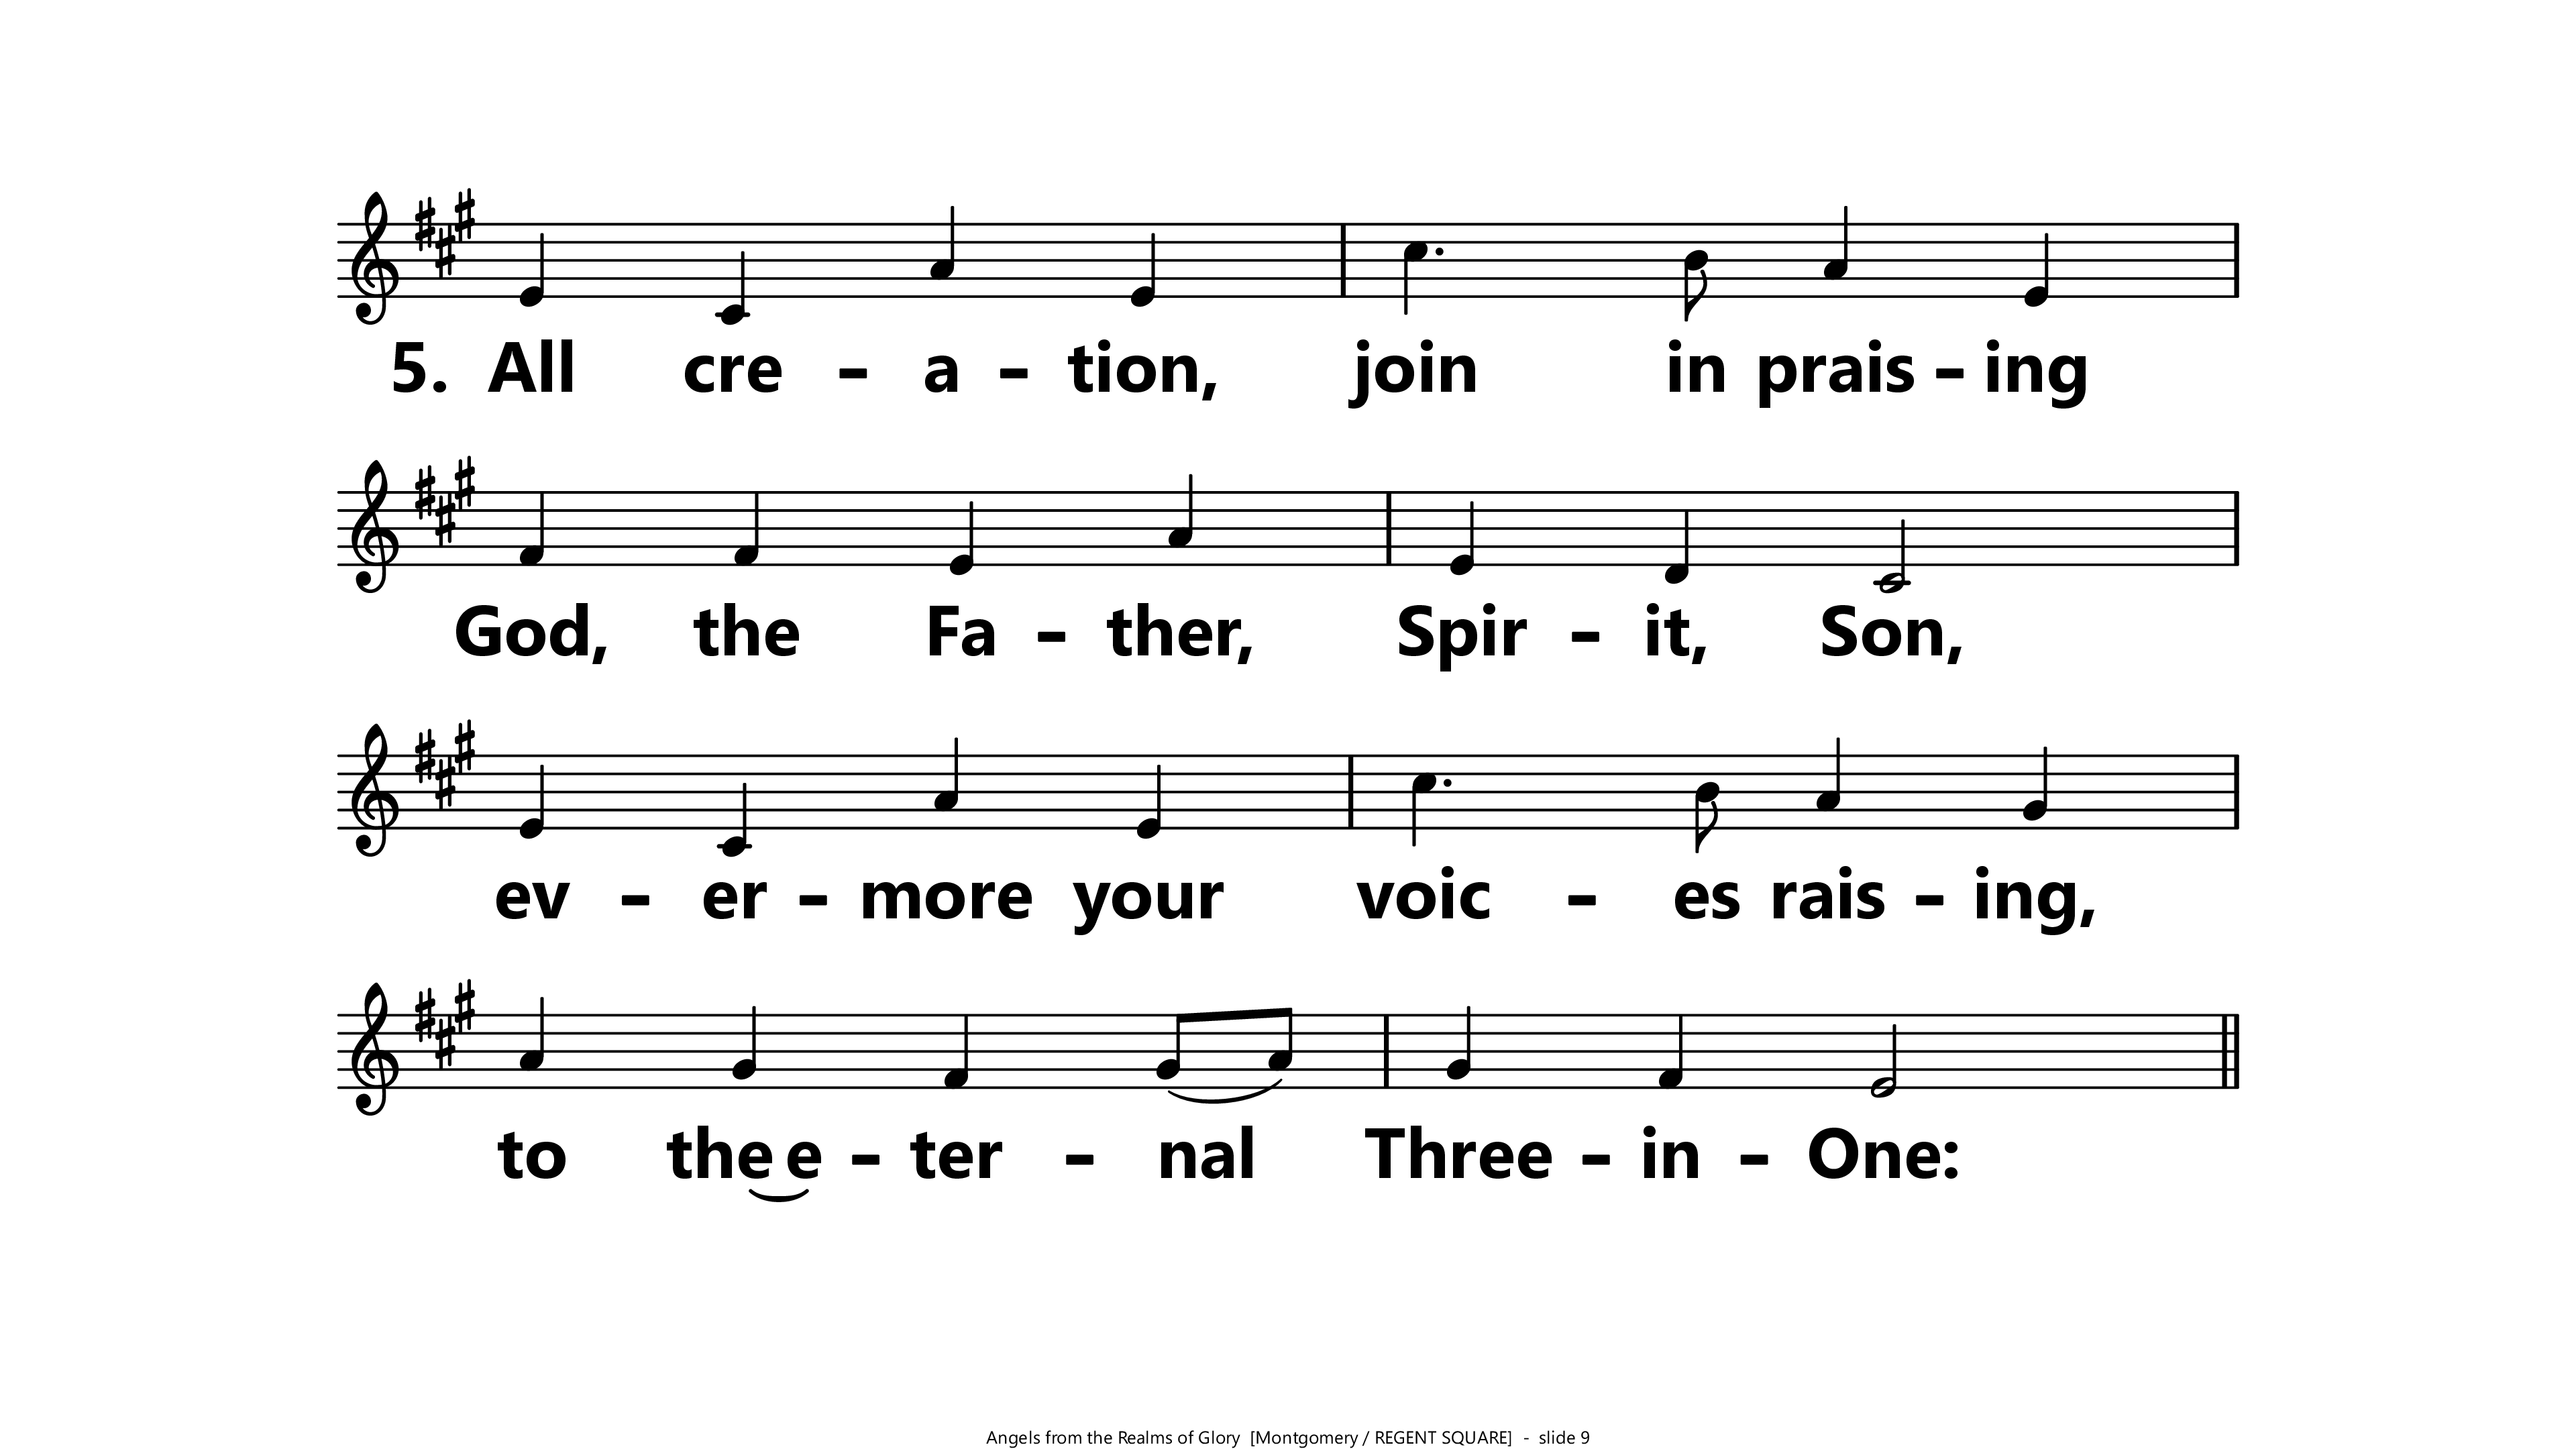 5. All cre - a - tion, join in prais - ing
God, the Fa - ther, Spir - it, Son,
ev - er - more your voic - es rais - ing,
to the e - ter - nal Three - in - One:
Angels from the Realms of Glory [Montgomery / REGENT SQUARE] - slide 9